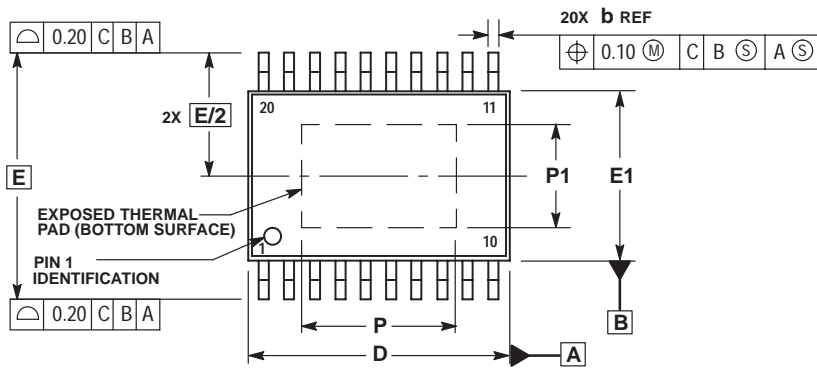 20X b REF
⌓ 0.20 C B A
⌖ 0.10 Ⓜ C B Ⓢ A Ⓢ
2X E/2
20
11
E
P1
E1
EXPOSED THERMAL
PAD (BOTTOM SURFACE)
1
10
PIN 1
IDENTIFICATION
B
⌓ 0.20 C B A
P
D
A